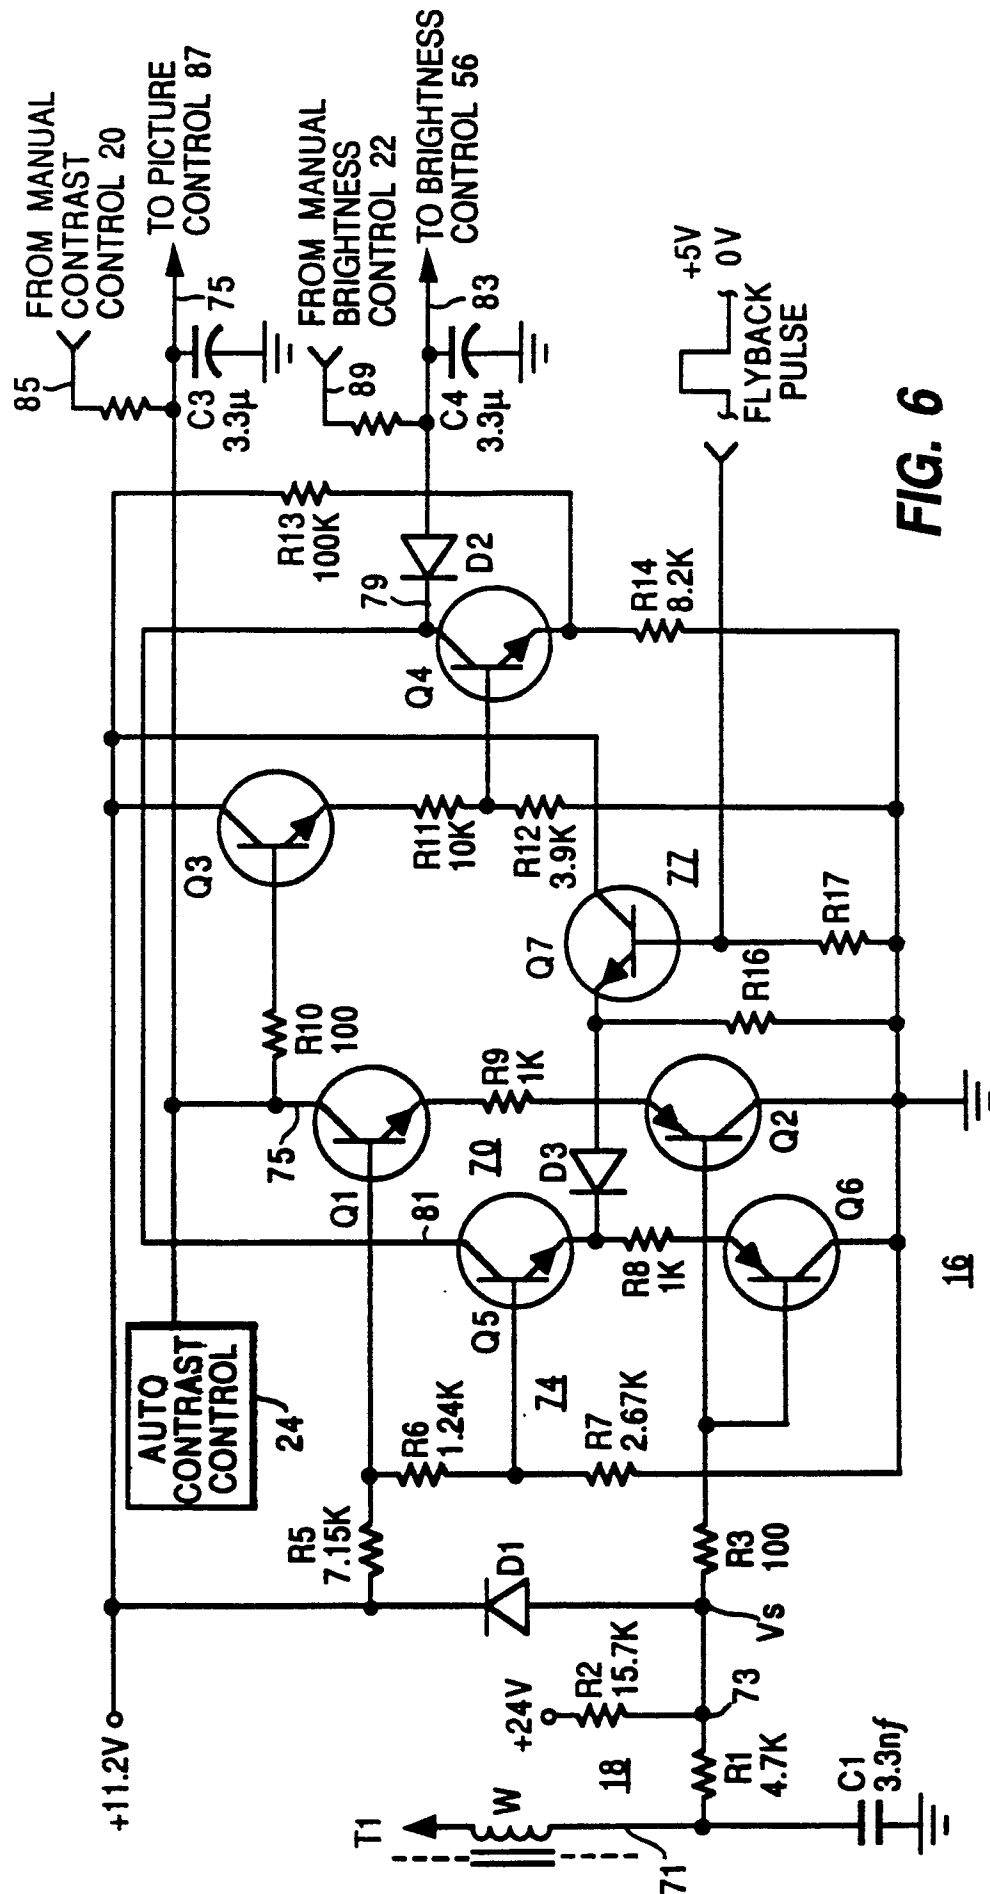 FROM MANUAL
CONTRAST
CONTROL 20
85
TO PICTURE
CONTROL 87
75
C3
3.3µ
FROM MANUAL
BRIGHTNESS
CONTROL 22
89
TO BRIGHTNESS
CONTROL 56
83
C4
3.3µ
+5V
0V
FLYBACK
PULSE
R13
100K
79
D2
Q4
R14
8.2K
Q3
R11
10K
R12
3.9K
77
R10
100
Q7
R17
R16
75
Q1
70
R9
1K
D3
Q2
81
Q5
R8
1K
Q6
16
AUTO
CONTRAST
CONTROL
24
R6
1.24K
74
R7
2.67K
R5
7.15K
D1
R3
100
Vs
+11.2V
+24V
R2
15.7K
73
18
T1
W
71
R1
4.7K
C1
3.3nf
FIG. 6